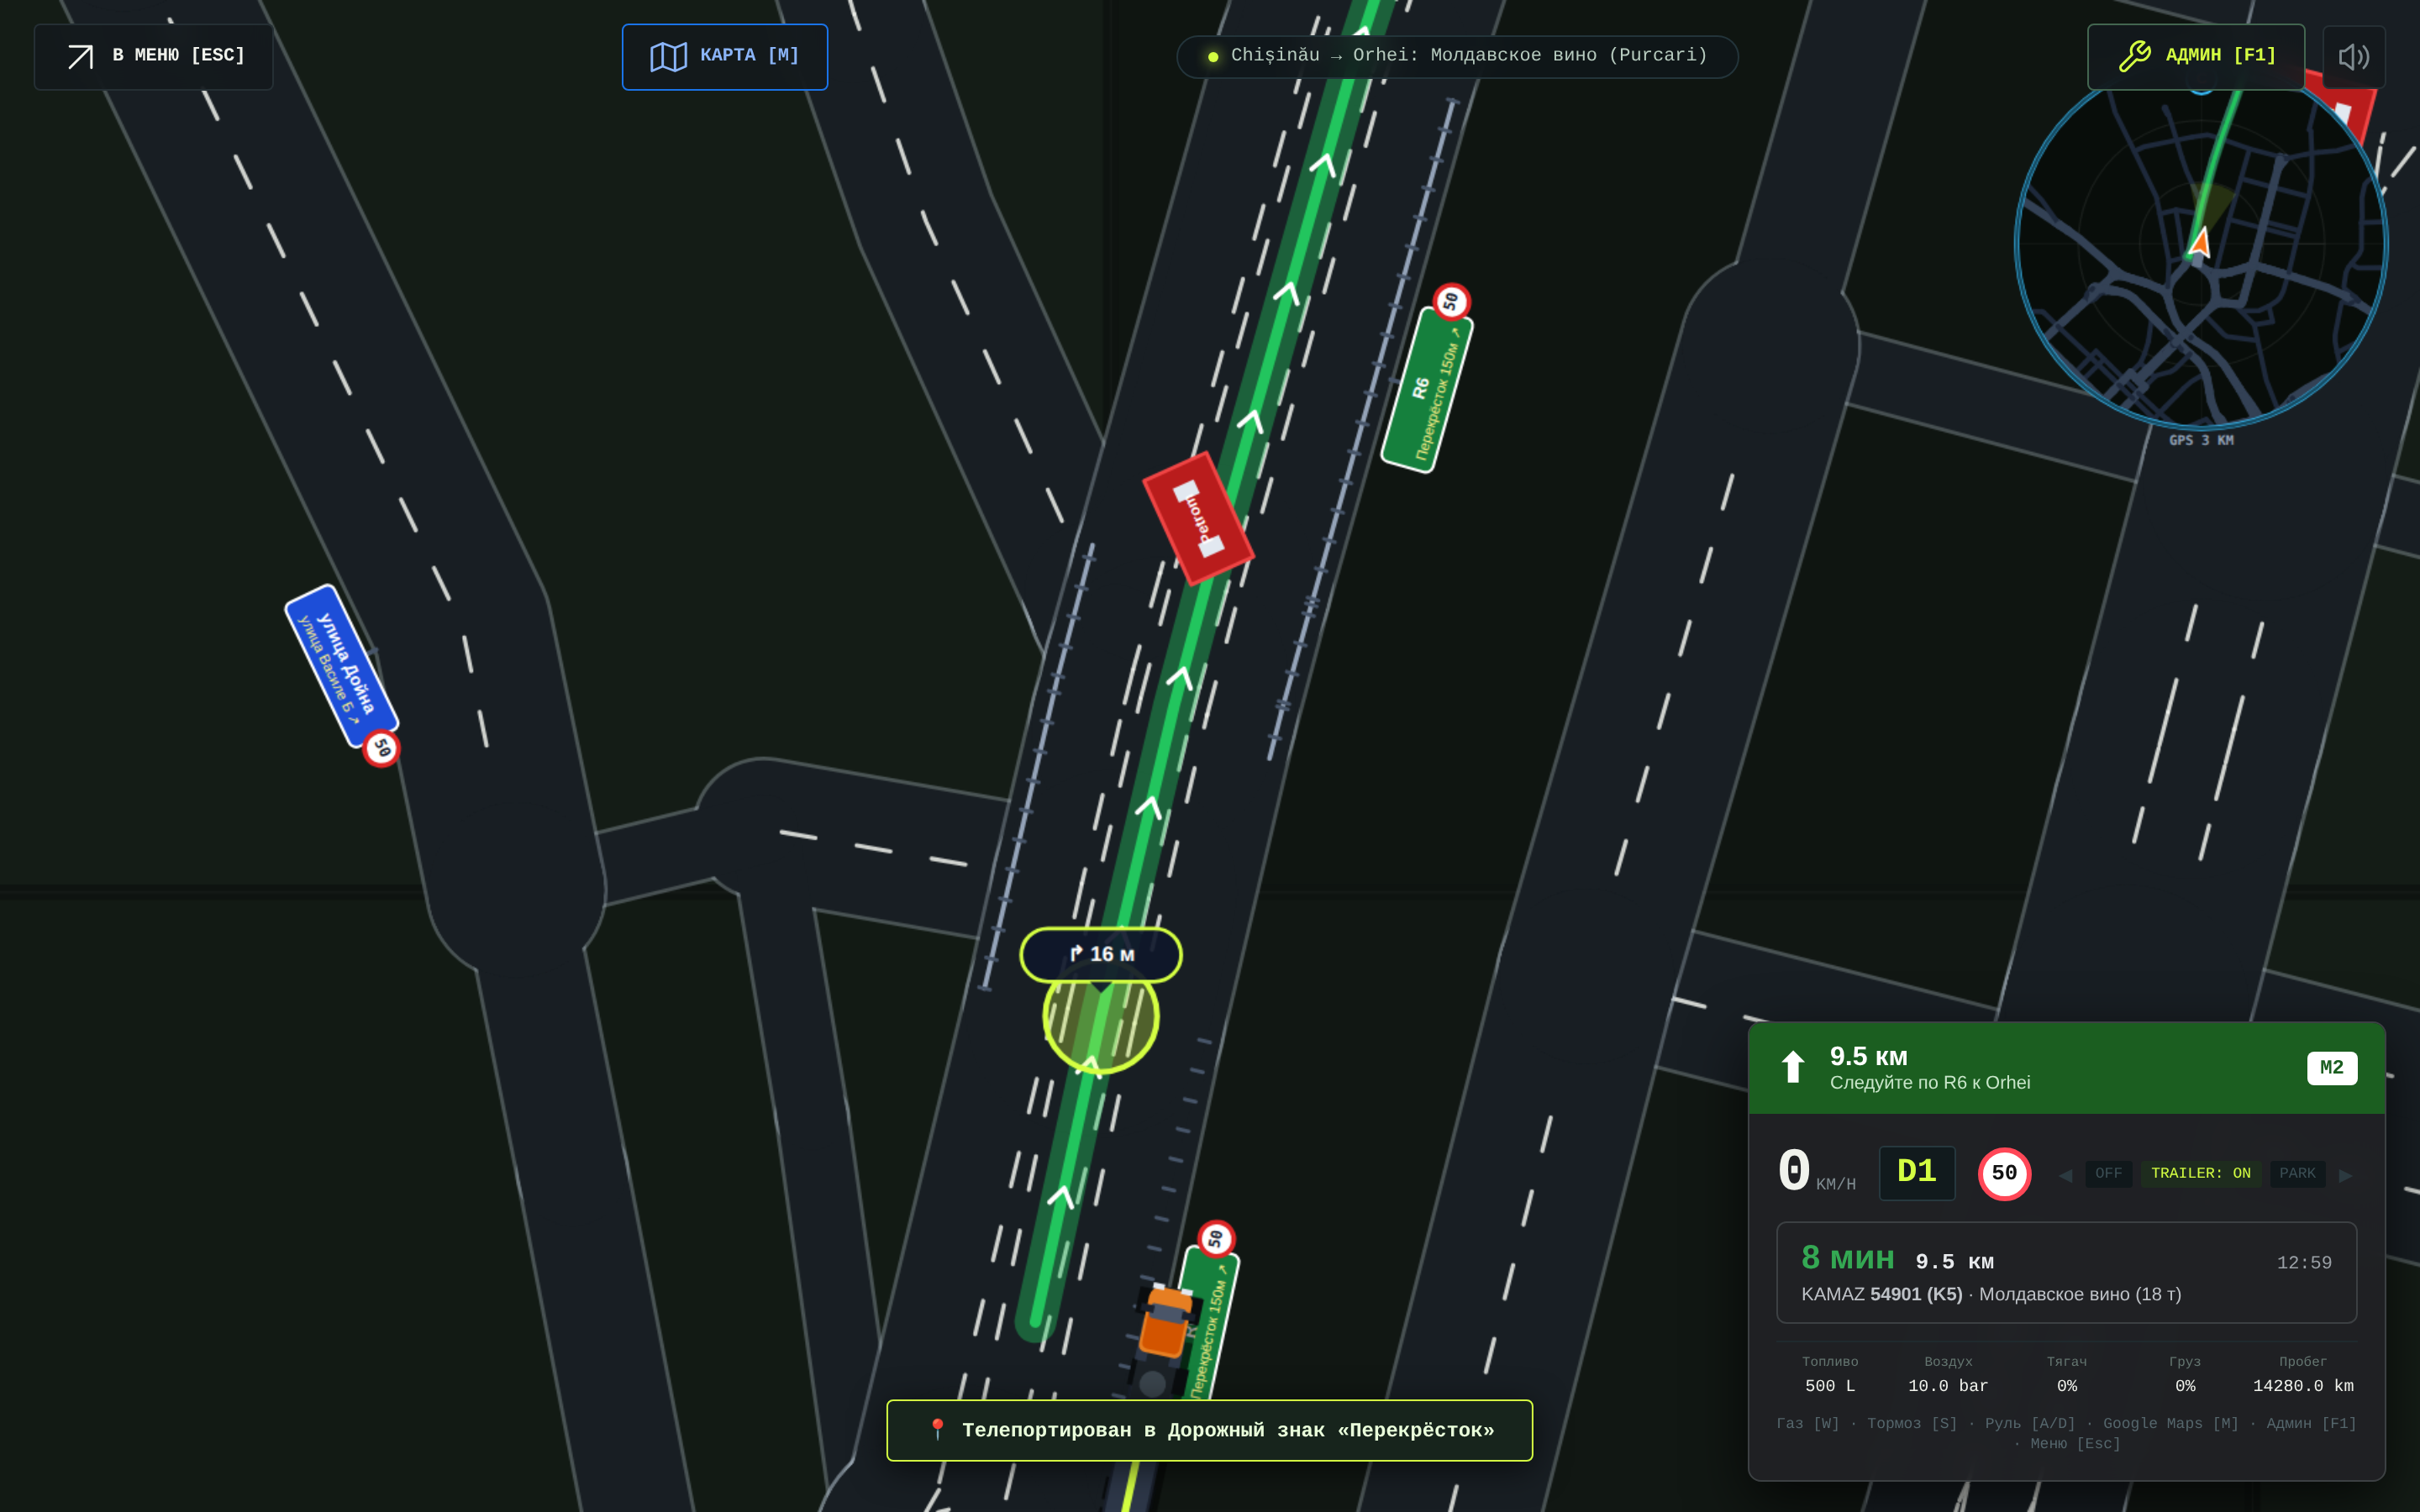 В МЕНЮ [ESC]
КАРТА [M]
Chișinău → Orhei: Молдавское вино (Purcari)
АДМИН [F1]
GPS 3 KM
50
R6
Перекрёсток 150м ↗
Petrom
улица Дойна
улица Василе Б ↗
50
↱ 16 м
50
Перекрёсток 150м ↗
9.5 км
Следуйте по R6 к Orhei
M2
0 KM/H
D1
50
◀ OFF TRAILER: ON PARK ▶
8 мин 9.5 км 12:59
KAMAZ 54901 (K5) · Молдавское вино (18 т)
Топливо Воздух Тягач Груз Пробег
500 L 10.0 bar 0% 0% 14280.0 km
Газ [W] · Тормоз [S] · Руль [A/D] · Google Maps [M] · Админ [F1]
· Меню [Esc]
Телепортирован в Дорожный знак «Перекрёсток»